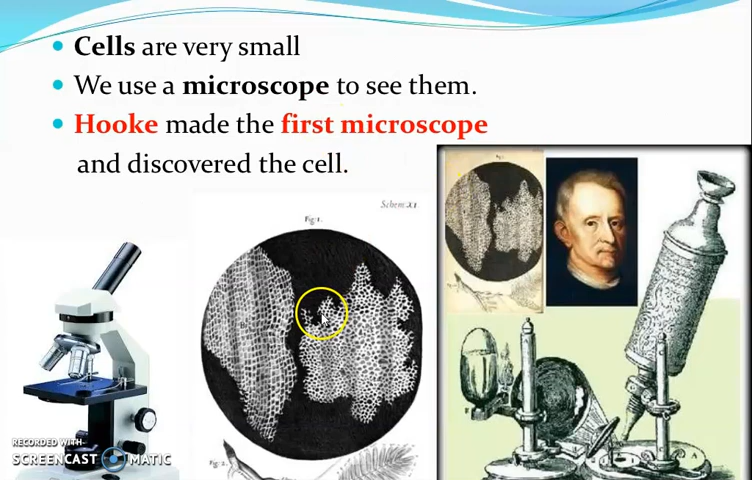 Cells are very small
We use a microscope to see them.
Hooke made the first microscope
and discovered the cell.
Schem XI
Fig: 1.
Fig: 2.
RECORDED WITH
SCREENCAST MATIC